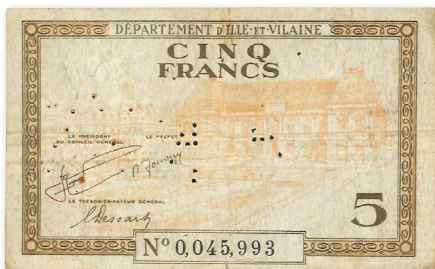 DÉPARTEMENT D'ILLE-ET-VILAINE
CINQ
FRANCS
LE PRÉSIDENT
DU CONSEIL GÉNÉRAL
LE PRÉFET
LE TRÉSORIER-PAYEUR GÉNÉRAL
5
Nº 0,045,993